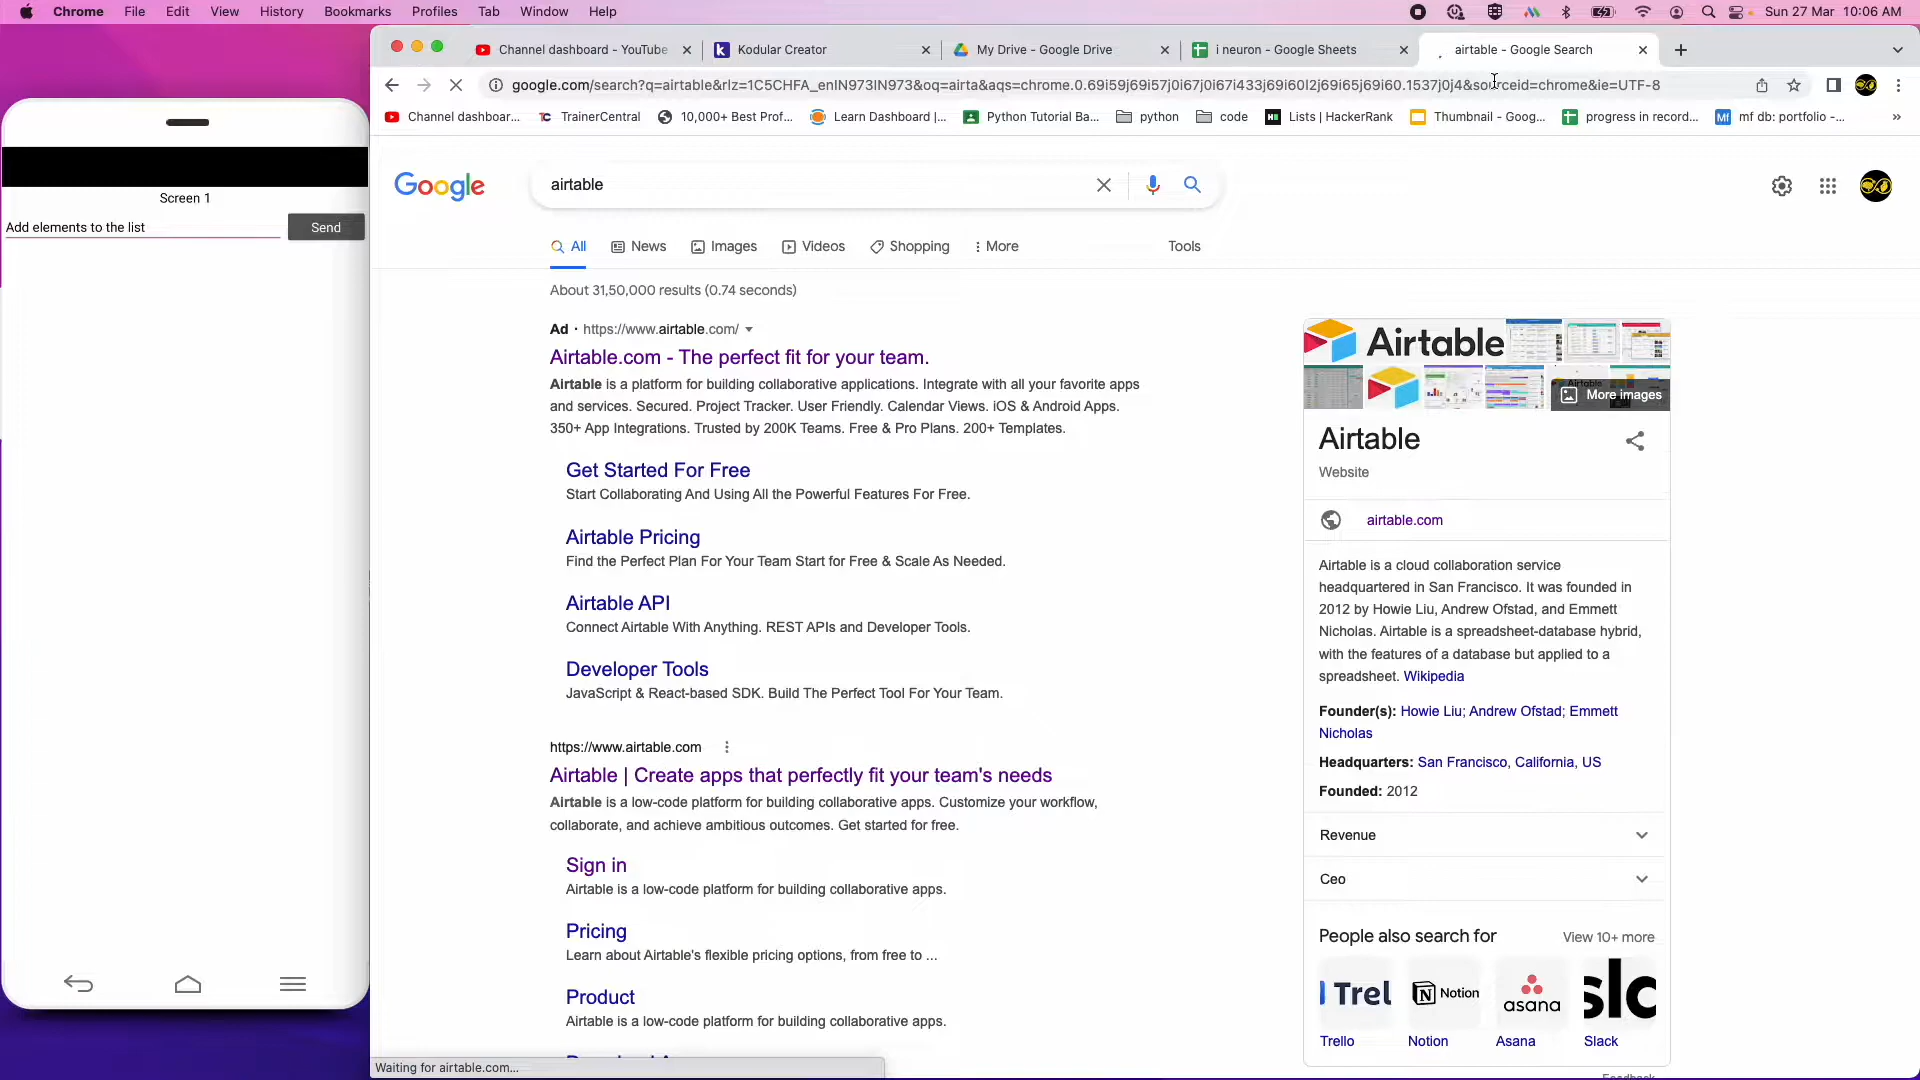 Chrome File Edit View History Bookmarks Profiles Tab Window Help Sun 27 Mar 10:06 AM
Channel dashboard - YouTube Kodular Creator My Drive - Google Drive i neuron - Google Sheets airtable - Google Search
google.com/search?q=airtable&rlz=1C5CHFA_enIN973IN973&oq=airta&aqs=chrome.0.69i59j69i57j0i67j0i67i433j69i60l2j69i65j69i60.1537j0j4&sourceid=chrome&ie=UTF-8
Channel dashboar... TrainerCentral 10,000+ Best Prof... Learn Dashboard |... Python Tutorial Ba... python code Lists | HackerRank Thumbnail - Goog... progress in record... mf db: portfolio -... »
Screen 1
Add elements to the list Send
Google airtable
All News Images Videos Shopping More Tools
About 31,50,000 results (0.74 seconds)
Ad · https://www.airtable.com/
Airtable.com - The perfect fit for your team.
Airtable is a platform for building collaborative applications. Integrate with all your favorite apps
and services. Secured. Project Tracker. User Friendly. Calendar Views. iOS & Android Apps.
350+ App Integrations. Trusted by 200K Teams. Free & Pro Plans. 200+ Templates.
Get Started For Free
Start Collaborating And Using All the Powerful Features For Free.
Airtable Pricing
Find the Perfect Plan For Your Team Start for Free & Scale As Needed.
Airtable API
Connect Airtable With Anything. REST APIs and Developer Tools.
Developer Tools
JavaScript & React-based SDK. Build The Perfect Tool For Your Team.
https://www.airtable.com
Airtable | Create apps that perfectly fit your team's needs
Airtable is a low-code platform for building collaborative apps. Customize your workflow,
collaborate, and achieve ambitious outcomes. Get started for free.
Sign in
Airtable is a low-code platform for building collaborative apps.
Pricing
Learn about Airtable's flexible pricing options, from free to ...
Product
Airtable is a low-code platform for building collaborative apps.
Waiting for airtable.com...
Airtable
More images
Airtable
Website
airtable.com
Airtable is a cloud collaboration service
headquartered in San Francisco. It was founded in
2012 by Howie Liu, Andrew Ofstad, and Emmett
Nicholas. Airtable is a spreadsheet-database hybrid,
with the features of a database but applied to a
spreadsheet. Wikipedia
Founder(s): Howie Liu; Andrew Ofstad; Emmett
Nicholas
Headquarters: San Francisco, California, US
Founded: 2012
Revenue
Ceo
People also search for View 10+ more
Trel Notion asana slc
Trello Notion Asana Slack